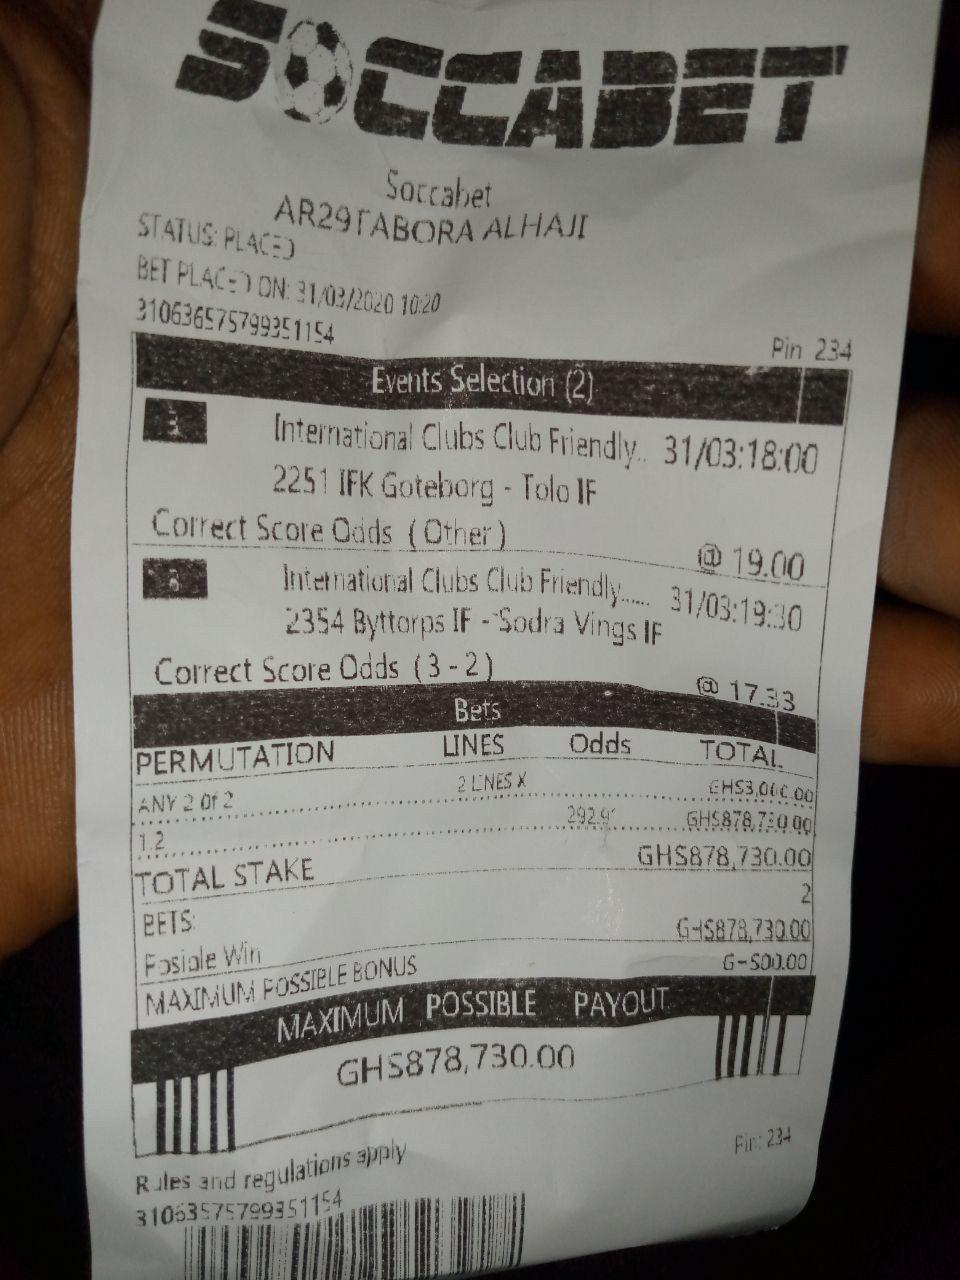 SOCCABET
Soccabet
AR29TABORA ALHAJI
STATUS: PLACED
BET PLACED ON: 31/03/2020 10:20
310636575799351154
Pin 234
Events Selection (2)
International Clubs Club Friendly.. 31/03:18:00
2251 IFK Goteborg - Tolo IF
Correct Score Odds ( Other )
@ 19.00
International Clubs Club Friendly...... 31/03:19:30
2354 Byttorps IF - Sodra Vings IF
Correct Score Odds ( 3 - 2 )
@ 17.33
Bets
PERMUTATION LINES Odds TOTAL
ANY 2 Of 2 2 LINES X GHS3,000.00
1.2 292.9 GHS878,730.00
TOTAL STAKE GHS878,730.00
BETS: 2
Posible Win GHS878,730.00
MAXIMUM POSSIBLE BONUS GHS00.00
MAXIMUM POSSIBLE PAYOUT
GHS878,730.00
Rules and regulations apply
Pin: 234
31063575799351154